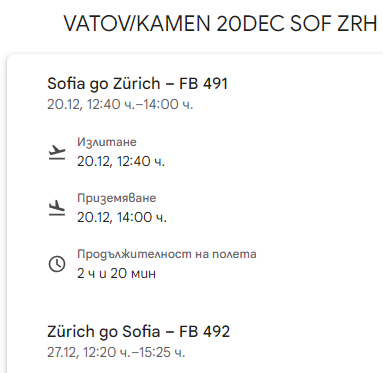 VATOV/KAMEN 20DEC SOF ZRH
Sofia до Zürich – FB 491
20.12, 12:40 ч.–14:00 ч.
Излитане
20.12, 12:40 ч.
Приземяване
20.12, 14:00 ч.
Продължителност на полета
2 ч и 20 мин
Zürich до Sofia – FB 492
27.12, 12:20 ч.–15:25 ч.